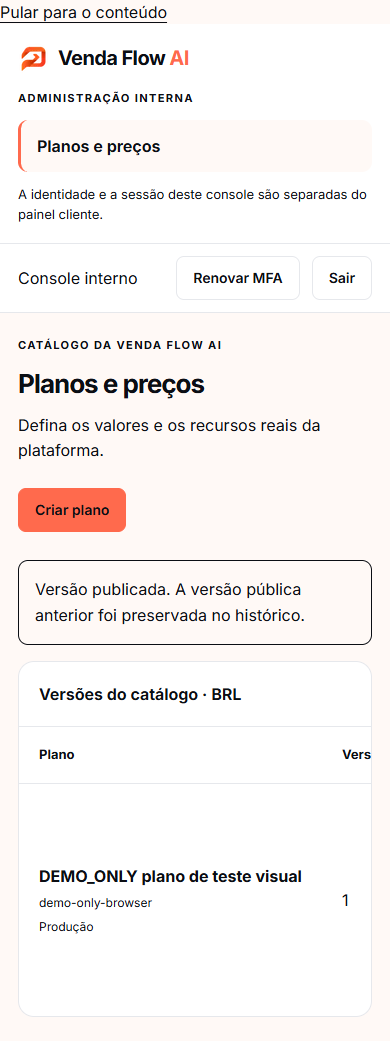 Pular para o conteúdo
Venda Flow AI
ADMINISTRAÇÃO INTERNA
Planos e preços
A identidade e a sessão deste console são separadas do
painel cliente.
Console interno
Renovar MFA
Sair
CATÁLOGO DA VENDA FLOW AI
Planos e preços
Defina os valores e os recursos reais da
plataforma.
Criar plano
Versão publicada. A versão pública
anterior foi preservada no histórico.
Versões do catálogo · BRL
Plano
Vers
DEMO_ONLY plano de teste visual
demo-only-browser
Produção
1